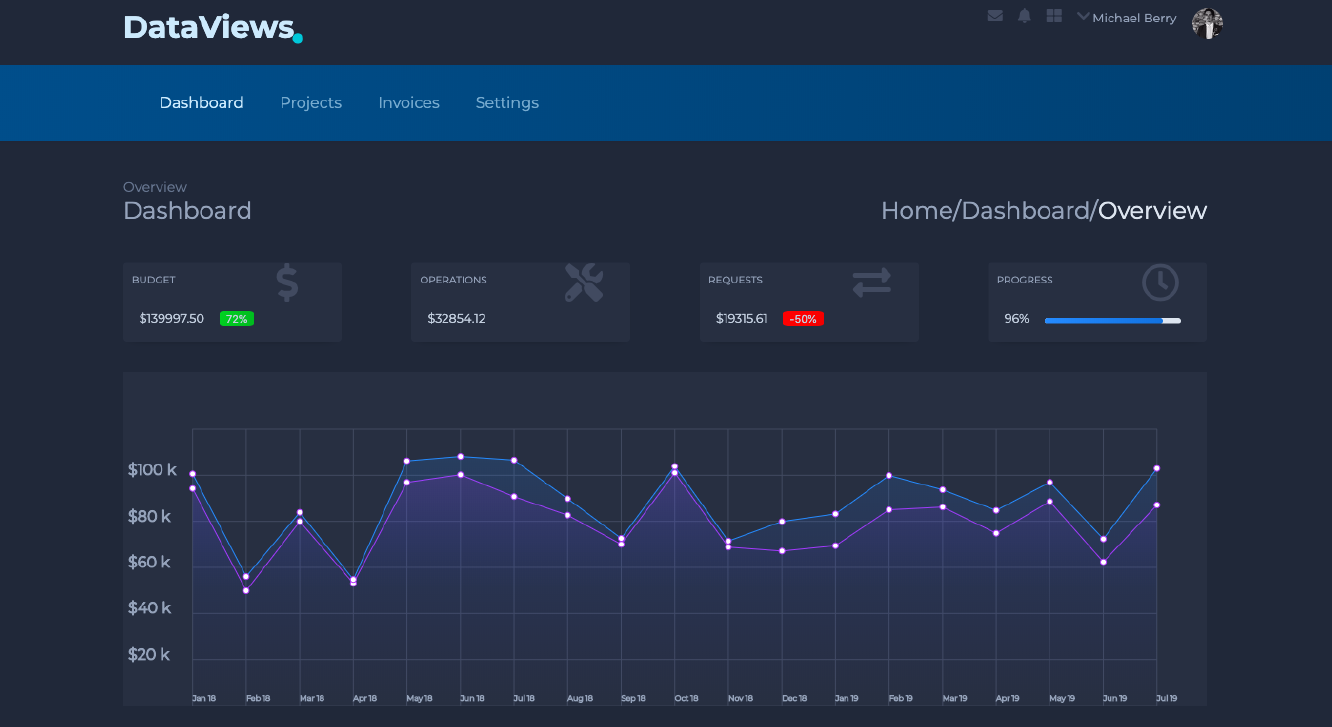 DataViews.
Michael Berry
Dashboard Projects Invoices Settings
Overview
Dashboard
Home/Dashboard/Overview
BUDGET
$139997.50 72%
OPERATIONS
$32854.12
REQUESTS
$19315.61 -50%
PROGRESS
96%
$100 k
$80 k
$60 k
$40 k
$20 k
Jan 18 Feb 18 Mar 18 Apr 18 May 18 Jun 18 Jul 18 Aug 18 Sep 18 Oct 18 Nov 18 Dec 18 Jan 19 Feb 19 Mar 19 Apr 19 May 19 Jun 19 Jul 19